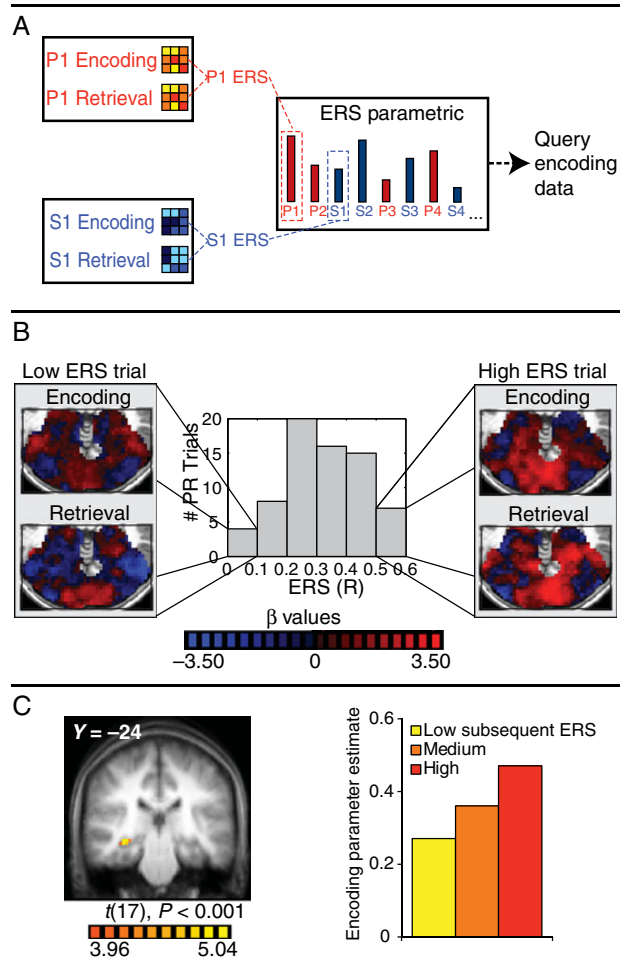 A
P1 Encoding
P1 Retrieval
P1 ERS
S1 Encoding
S1 Retrieval
S1 ERS
ERS parametric
P1 P2 S1 S2 P3 S3 P4 S4 ...
Query
encoding
data
B
Low ERS trial
Encoding
Retrieval
# PR Trials
20
15
10
5
0
0 0.1 0.2 0.3 0.4 0.5 0.6
ERS (R)
High ERS trial
Encoding
Retrieval
β values
−3.50 0 3.50
C
Y = −24
t(17), P < 0.001
3.96 5.04
Encoding parameter estimate
0.6
0.4
0.2
0
Low subsequent ERS
Medium
High